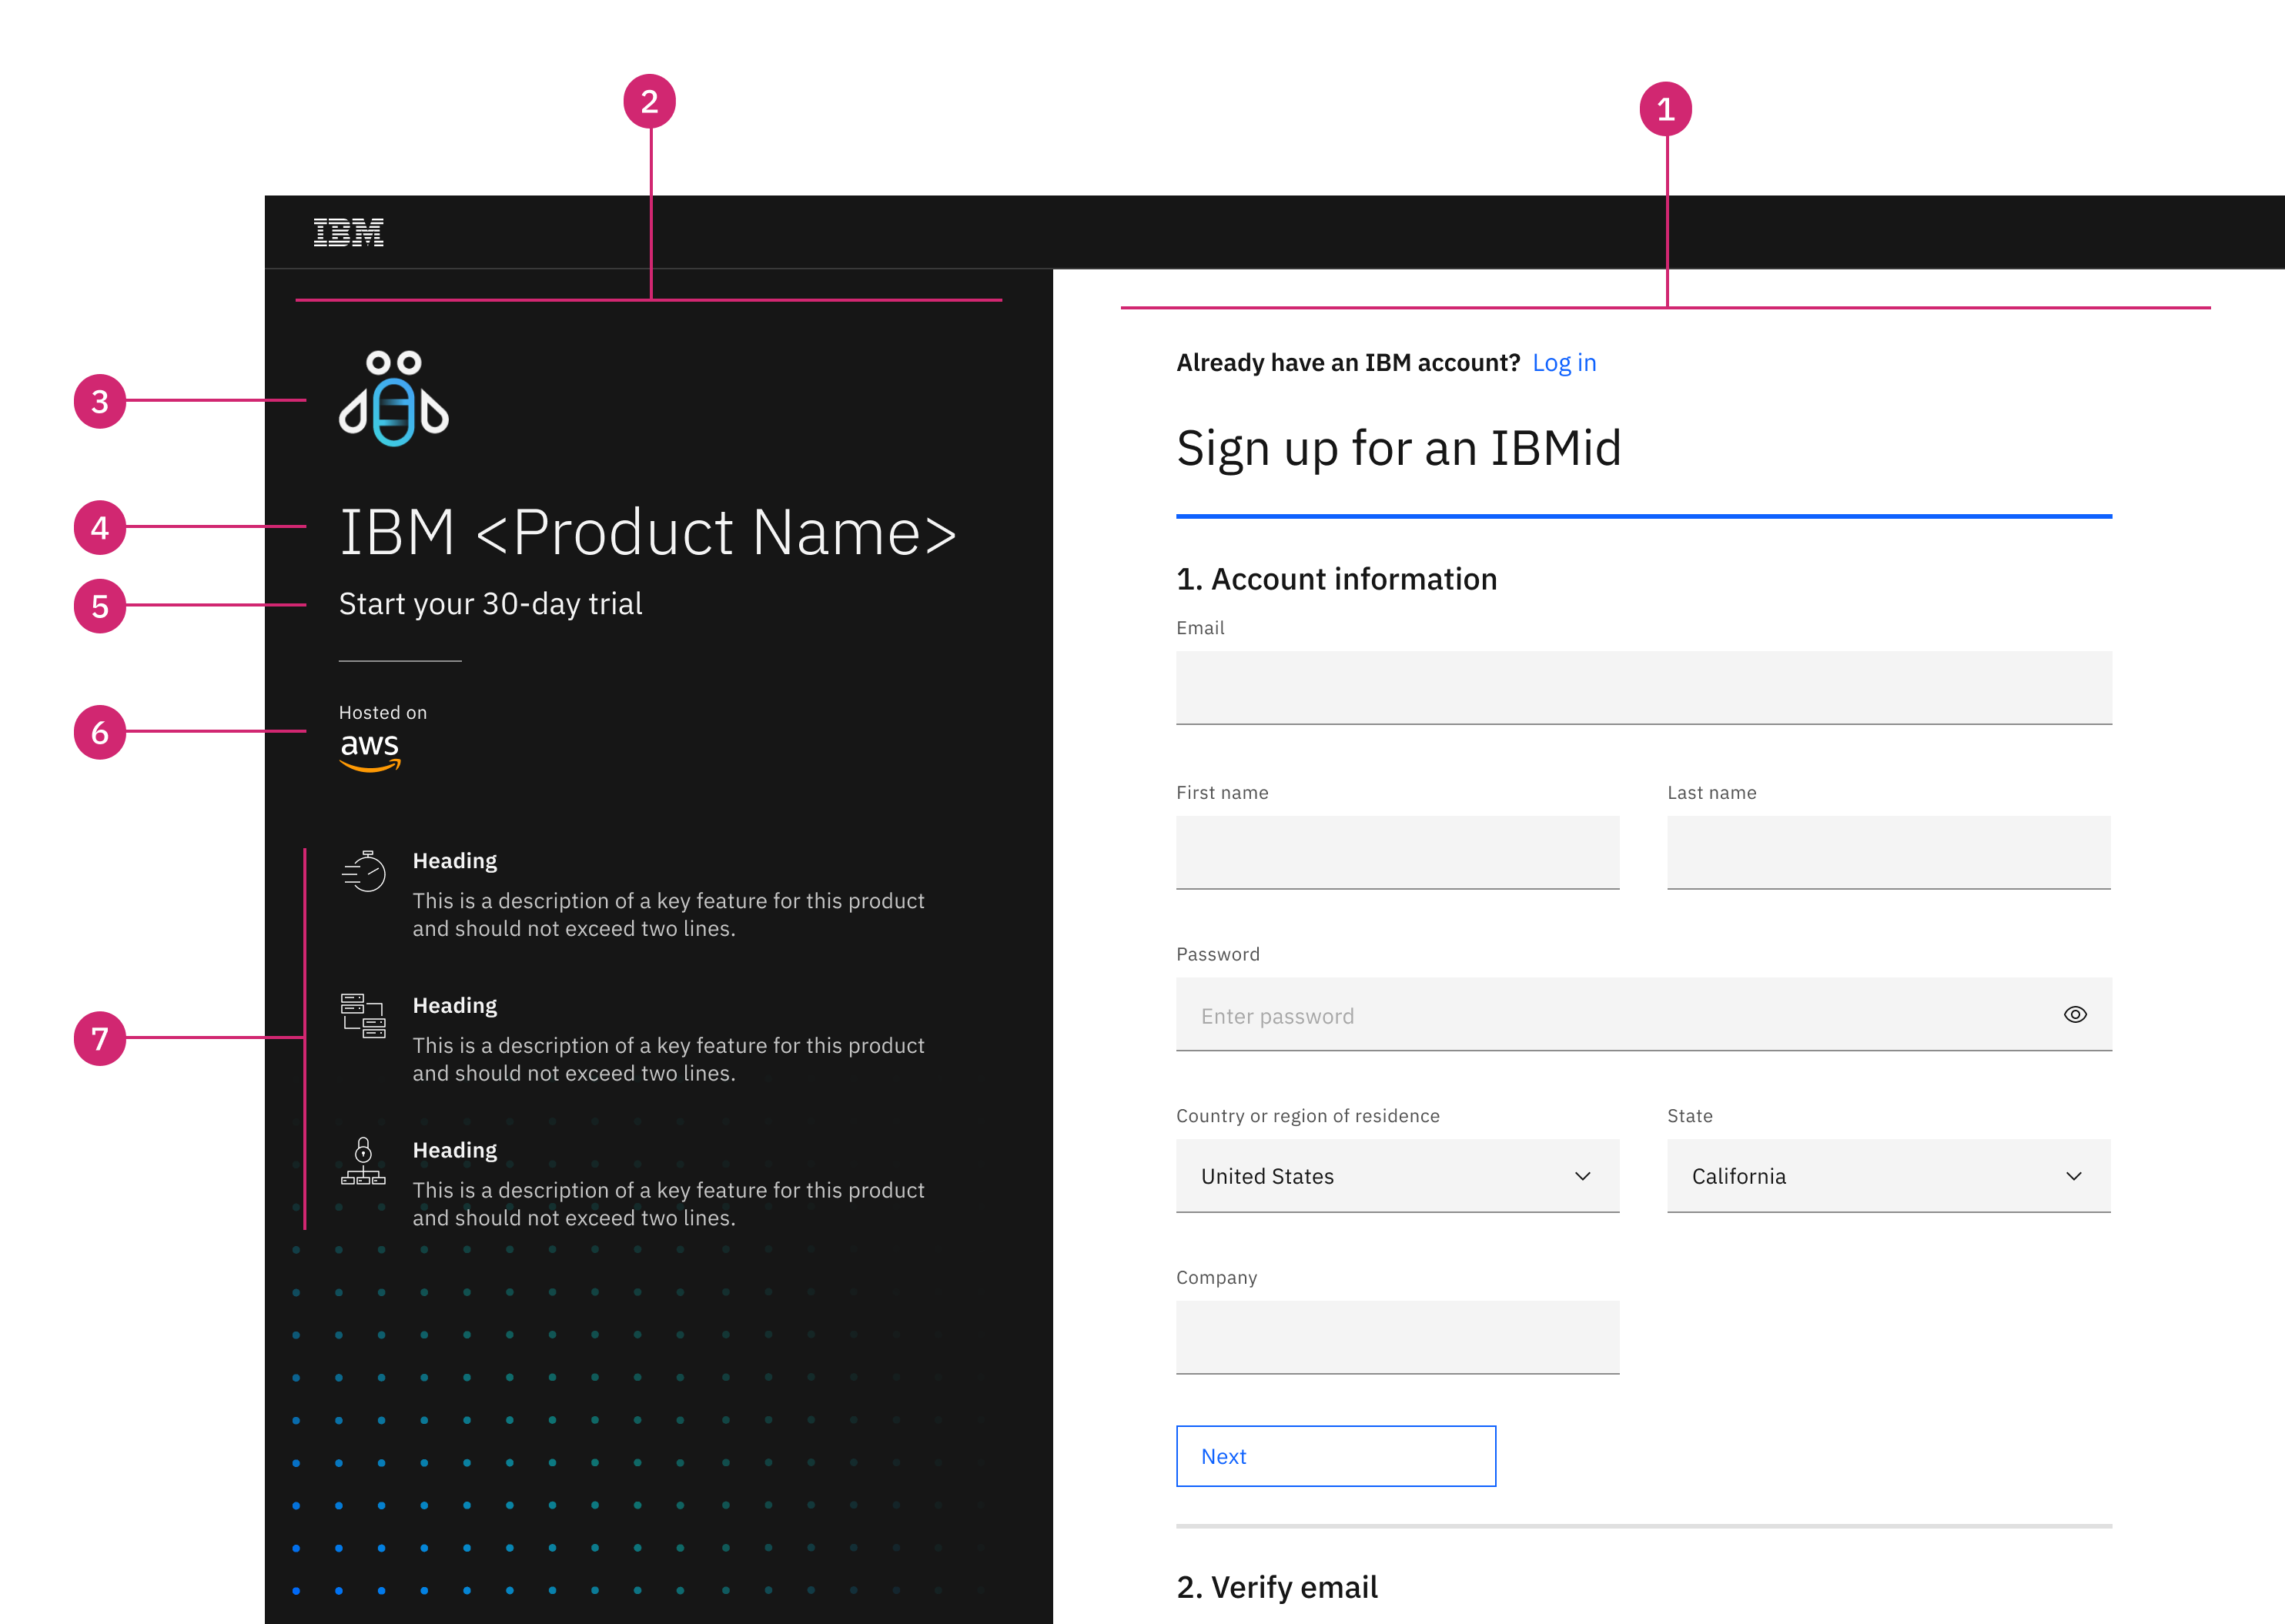 2
1
IBM
3
4
IBM <Product Name>
5
Start your 30-day trial
6
Hosted on
aws
7
Heading
This is a description of a key feature for this product
and should not exceed two lines.
Heading
This is a description of a key feature for this product
and should not exceed two lines.
Heading
This is a description of a key feature for this product
and should not exceed two lines.
Already have an IBM account? Log in
Sign up for an IBMid
1. Account information
Email
First name
Last name
Password
Enter password
Country or region of residence
State
United States
California
Company
Next
2. Verify email